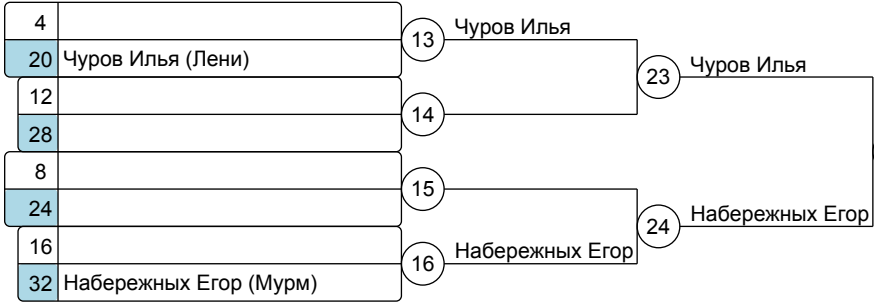 4
20 Чуров Илья (Лени)
12
28
8
24
16
32 Набережных Егор (Мурм)
13 Чуров Илья
14
15
16 Набережных Егор
23 Чуров Илья
24 Набережных Егор